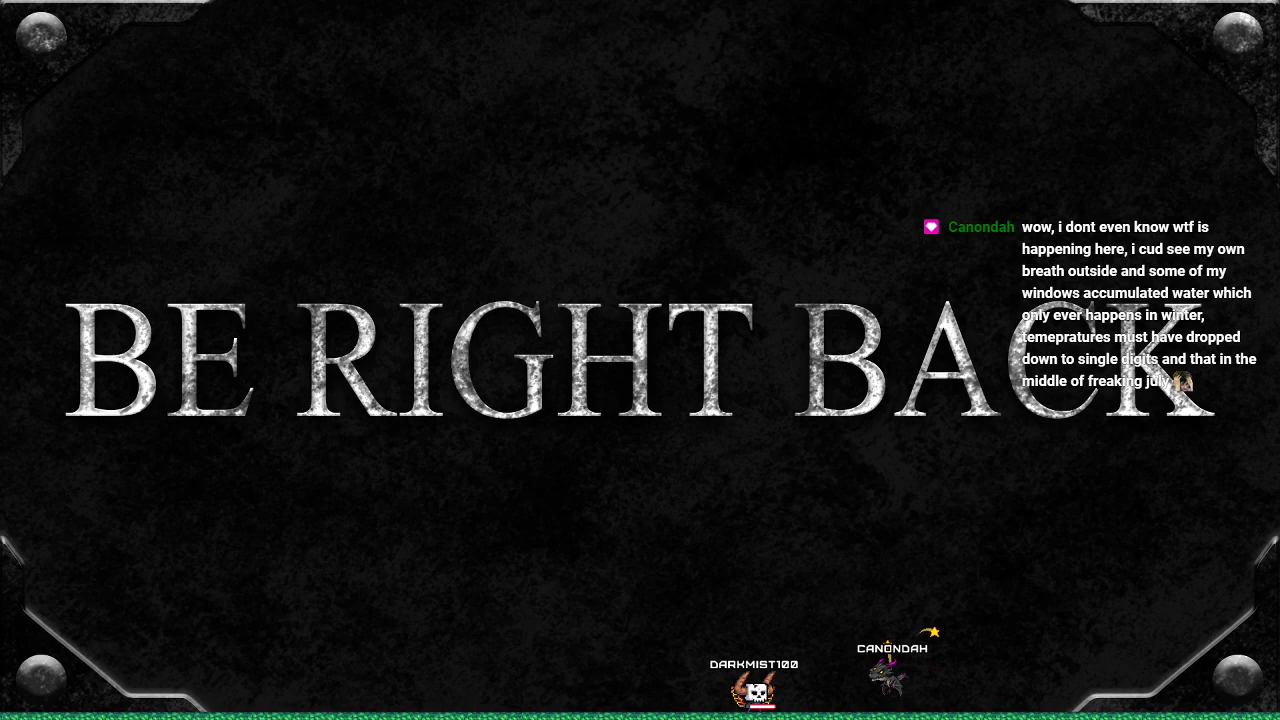 Canondah wow, i dont even know wtf is
happening here, i cud see my own
breath outside and some of my
windows accumulated water which
only ever happens in winter,
temepratures must have dropped
down to single digits and that in the
middle of freaking july
BE RIGHT BACK
CANONDAH
DARKMIST100